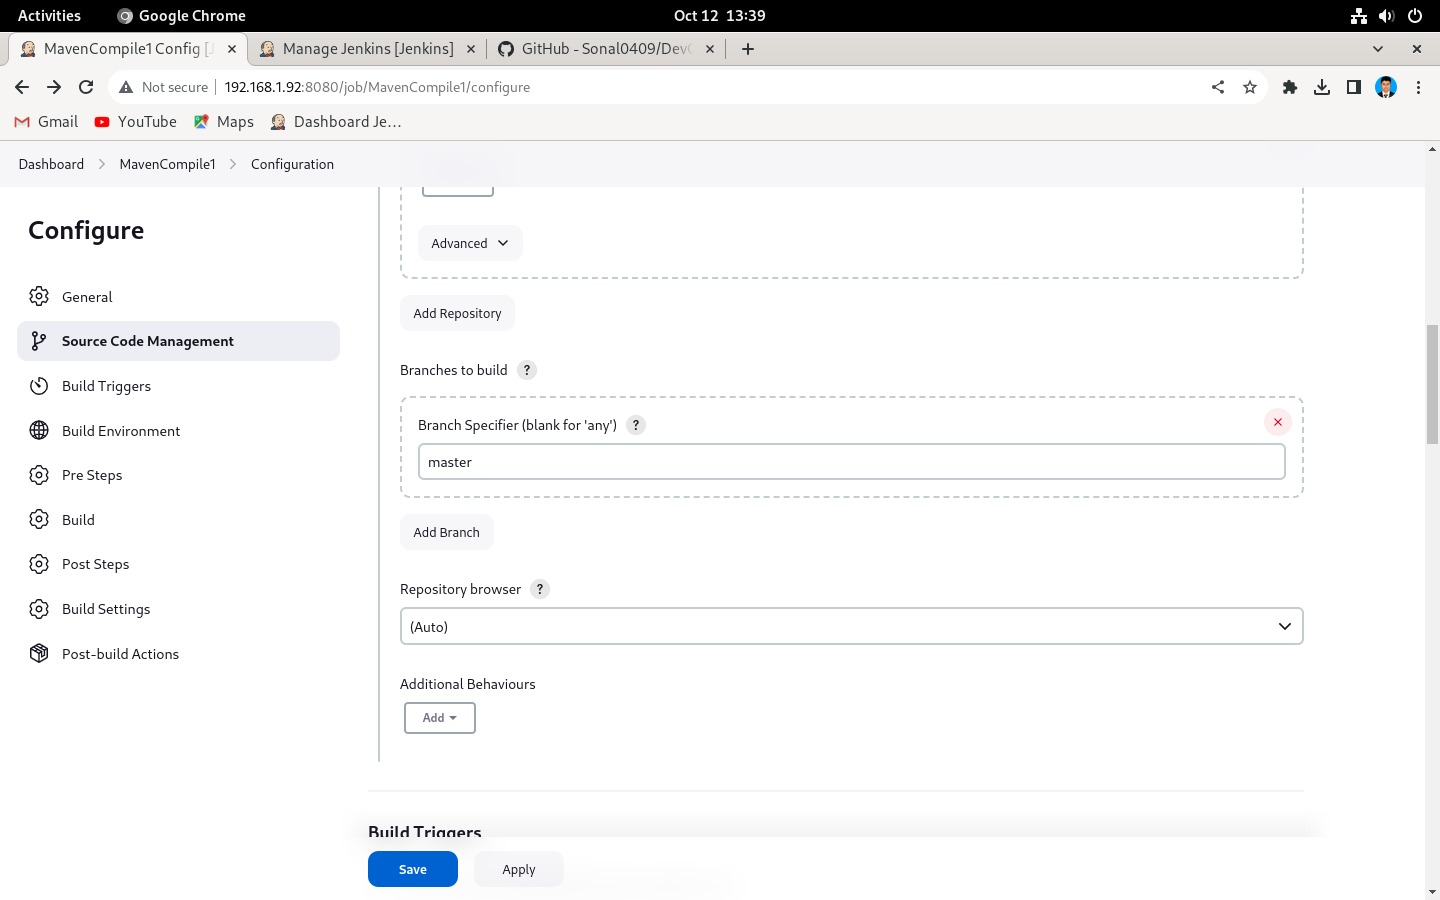 Activities Google Chrome Oct 12 13:39
MavenCompile1 Config [J Manage Jenkins [Jenkins] GitHub - Sonal0409/Dev
Not secure 192.168.1.92:8080/job/MavenCompile1/configure
Gmail YouTube Maps Dashboard Je...
Dashboard MavenCompile1 Configuration
Configure
General
Source Code Management
Build Triggers
Build Environment
Pre Steps
Build
Post Steps
Build Settings
Post-build Actions
Advanced
Add Repository
Branches to build ?
Branch Specifier (blank for 'any') ?
master
Add Branch
Repository browser ?
(Auto)
Additional Behaviours
Add
Build Triggers
Save Apply